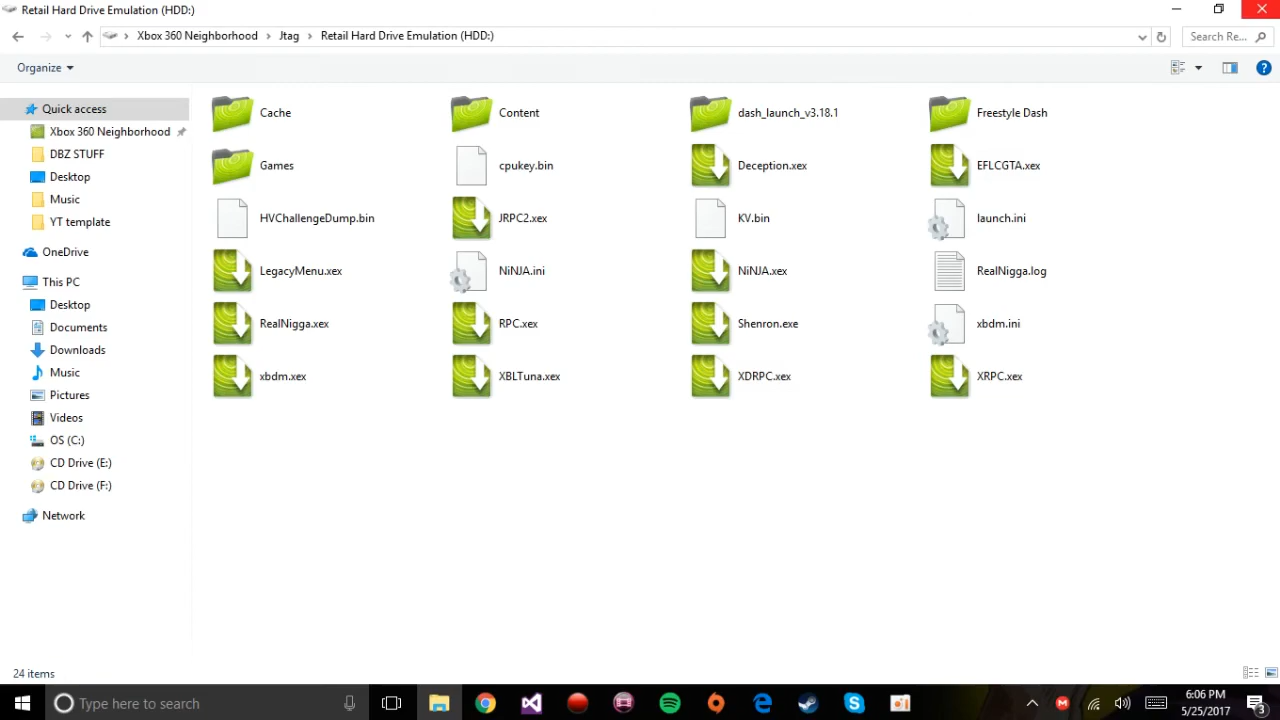 Retail Hard Drive Emulation (HDD:)
Xbox 360 Neighborhood > Jtag > Retail Hard Drive Emulation (HDD:)
Search Re...
Organize
Quick access
Xbox 360 Neighborhood
DBZ STUFF
Desktop
Music
YT template
OneDrive
This PC
Desktop
Documents
Downloads
Music
Pictures
Videos
OS (C:)
CD Drive (E:)
CD Drive (F:)
Network
Cache
Content
dash_launch_v3.18.1
Freestyle Dash
Games
cpukey.bin
Deception.xex
EFLCGTA.xex
HVChallengeDump.bin
JRPC2.xex
KV.bin
launch.ini
LegacyMenu.xex
NiNJA.ini
NiNJA.xex
RealNigga.log
RealNigga.xex
RPC.xex
Shenron.exe
xbdm.ini
xbdm.xex
XBLTuna.xex
XDRPC.xex
XRPC.xex
24 items
Type here to search
6:06 PM
5/25/2017
3